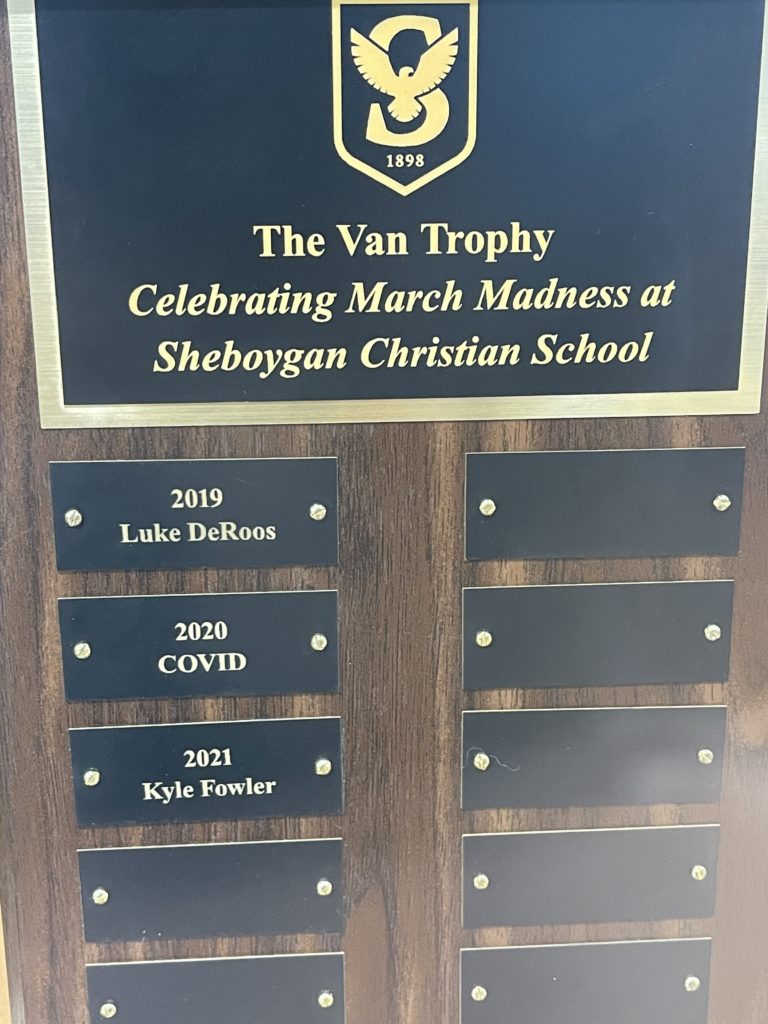 S
1898
The Van Trophy
Celebrating March Madness at
Sheboygan Christian School
2019
Luke DeRoos
2020
COVID
2021
Kyle Fowler